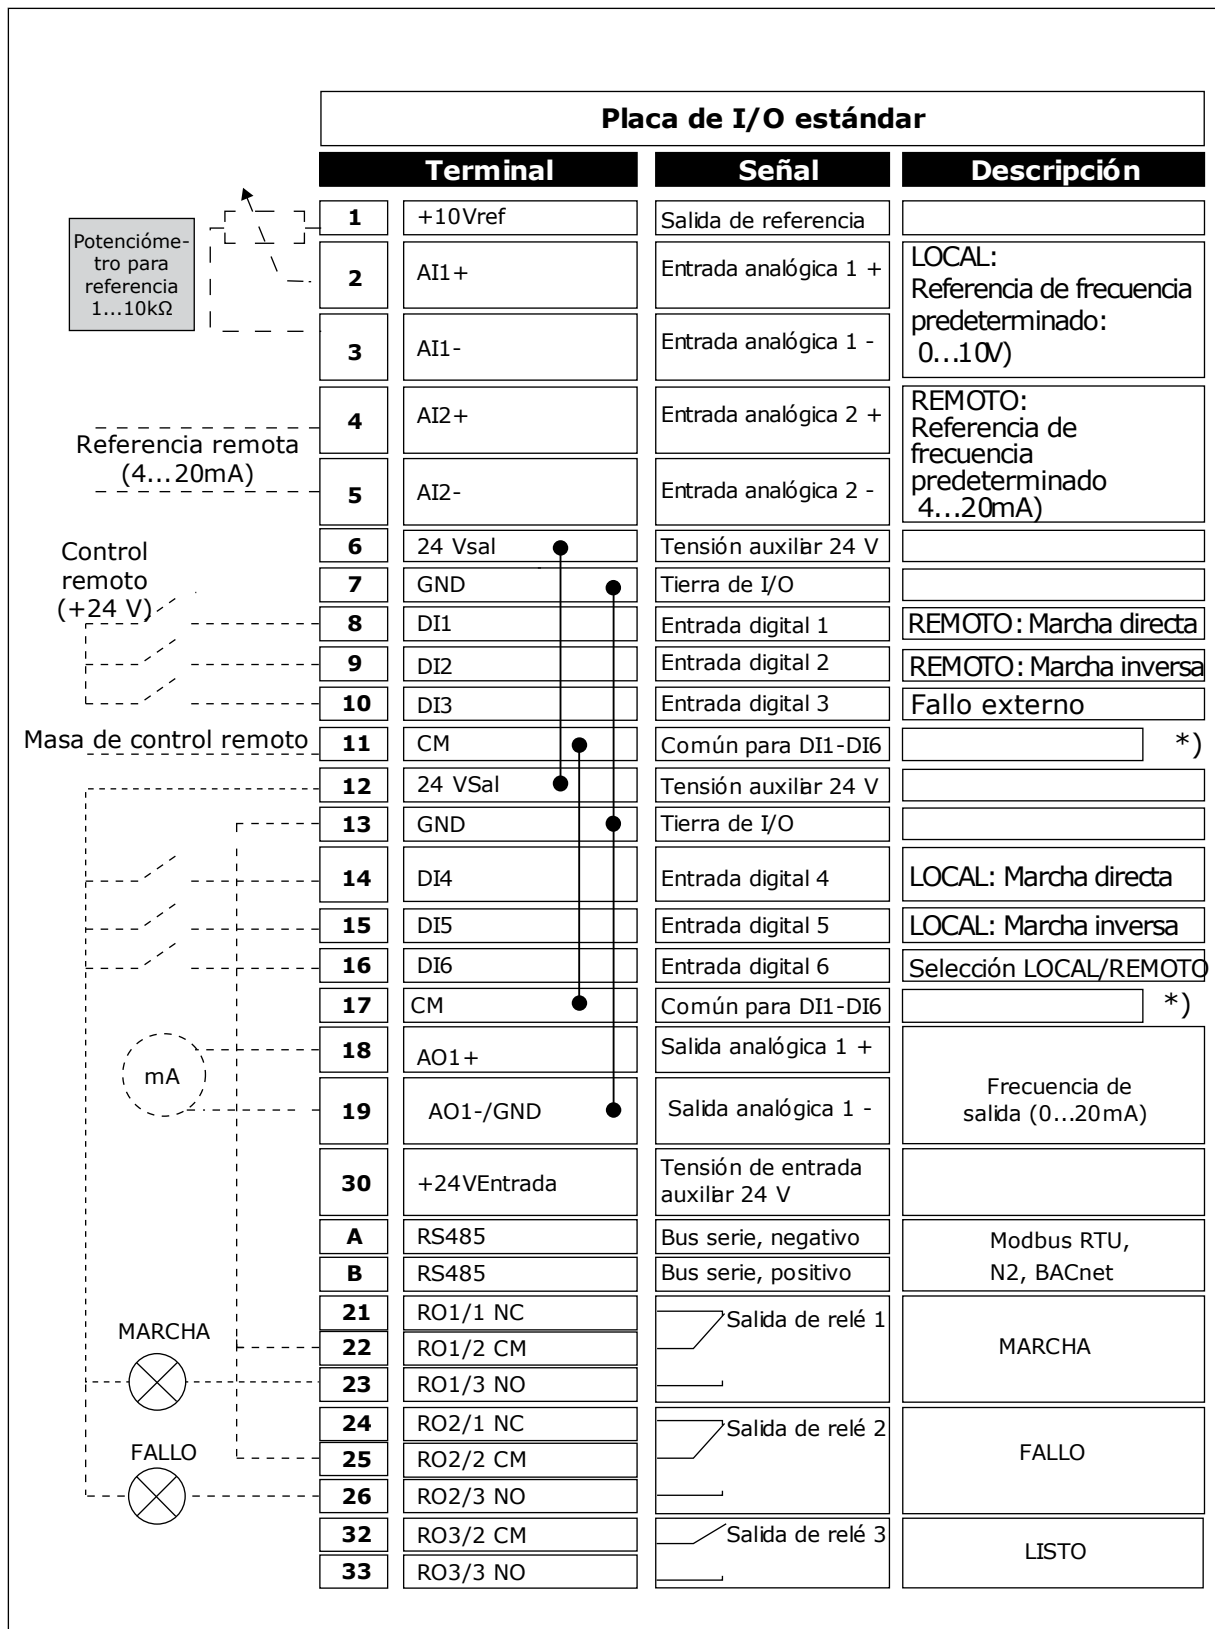 Placa de I/O estándar
Terminal Señal Descripción
Potencióme-
tro para
referencia
1...10kΩ
1 +10Vref Salida de referencia
2 AI1+ Entrada analógica 1 +
3 AI1- Entrada analógica 1 -
LOCAL:
Referencia de frecuencia
predeterminado:
0...10V)
Referencia remota
(4...20mA)
4 AI2+ Entrada analógica 2 +
5 AI2- Entrada analógica 2 -
REMOTO:
Referencia de
frecuencia
predeterminado
4...20mA)
Control
remoto
(+24 V)
6 24 Vsal Tensión auxiliar 24 V
7 GND Tierra de I/O
8 DI1 Entrada digital 1 REMOTO: Marcha directa
9 DI2 Entrada digital 2 REMOTO: Marcha inversa
10 DI3 Entrada digital 3 Fallo externo
Masa de control remoto 11 CM Común para DI1-DI6 *)
12 24 VSal Tensión auxiliar 24 V
13 GND Tierra de I/O
14 DI4 Entrada digital 4 LOCAL: Marcha directa
15 DI5 Entrada digital 5 LOCAL: Marcha inversa
16 DI6 Entrada digital 6 Selección LOCAL/REMOTO
17 CM Común para DI1-DI6 *)
mA
18 AO1+ Salida analógica 1 +
19 AO1-/GND Salida analógica 1 -
Frecuencia de
salida (0...20mA)
30 +24VEntrada Tensión de entrada
auxiliar 24 V
A RS485 Bus serie, negativo
B RS485 Bus serie, positivo
Modbus RTU,
N2, BACnet
MARCHA
21 RO1/1 NC Salida de relé 1
22 RO1/2 CM MARCHA
23 RO1/3 NO
FALLO
24 RO2/1 NC Salida de relé 2
25 RO2/2 CM FALLO
26 RO2/3 NO
32 RO3/2 CM Salida de relé 3 LISTO
33 RO3/3 NO